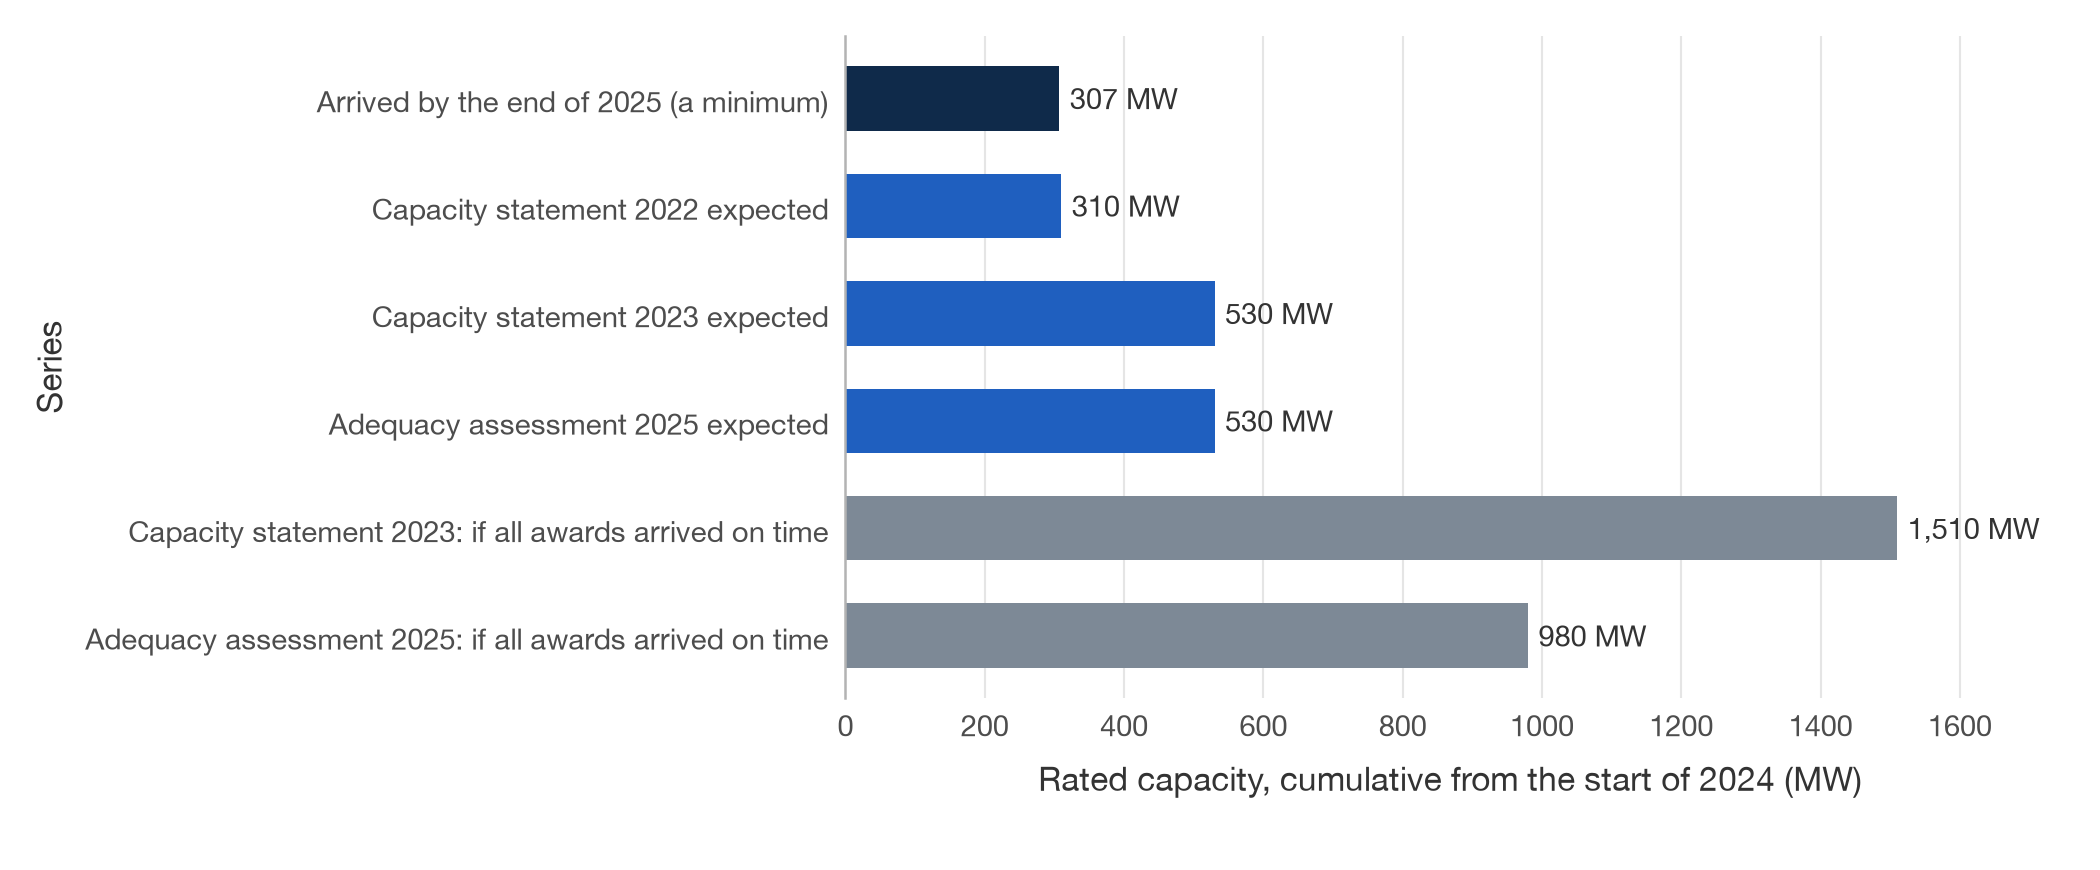 Series
Arrived by the end of 2025 (a minimum) 307 MW
Capacity statement 2022 expected 310 MW
Capacity statement 2023 expected 530 MW
Adequacy assessment 2025 expected 530 MW
Capacity statement 2023: if all awards arrived on time 1,510 MW
Adequacy assessment 2025: if all awards arrived on time 980 MW
0 200 400 600 800 1000 1200 1400 1600
Rated capacity, cumulative from the start of 2024 (MW)